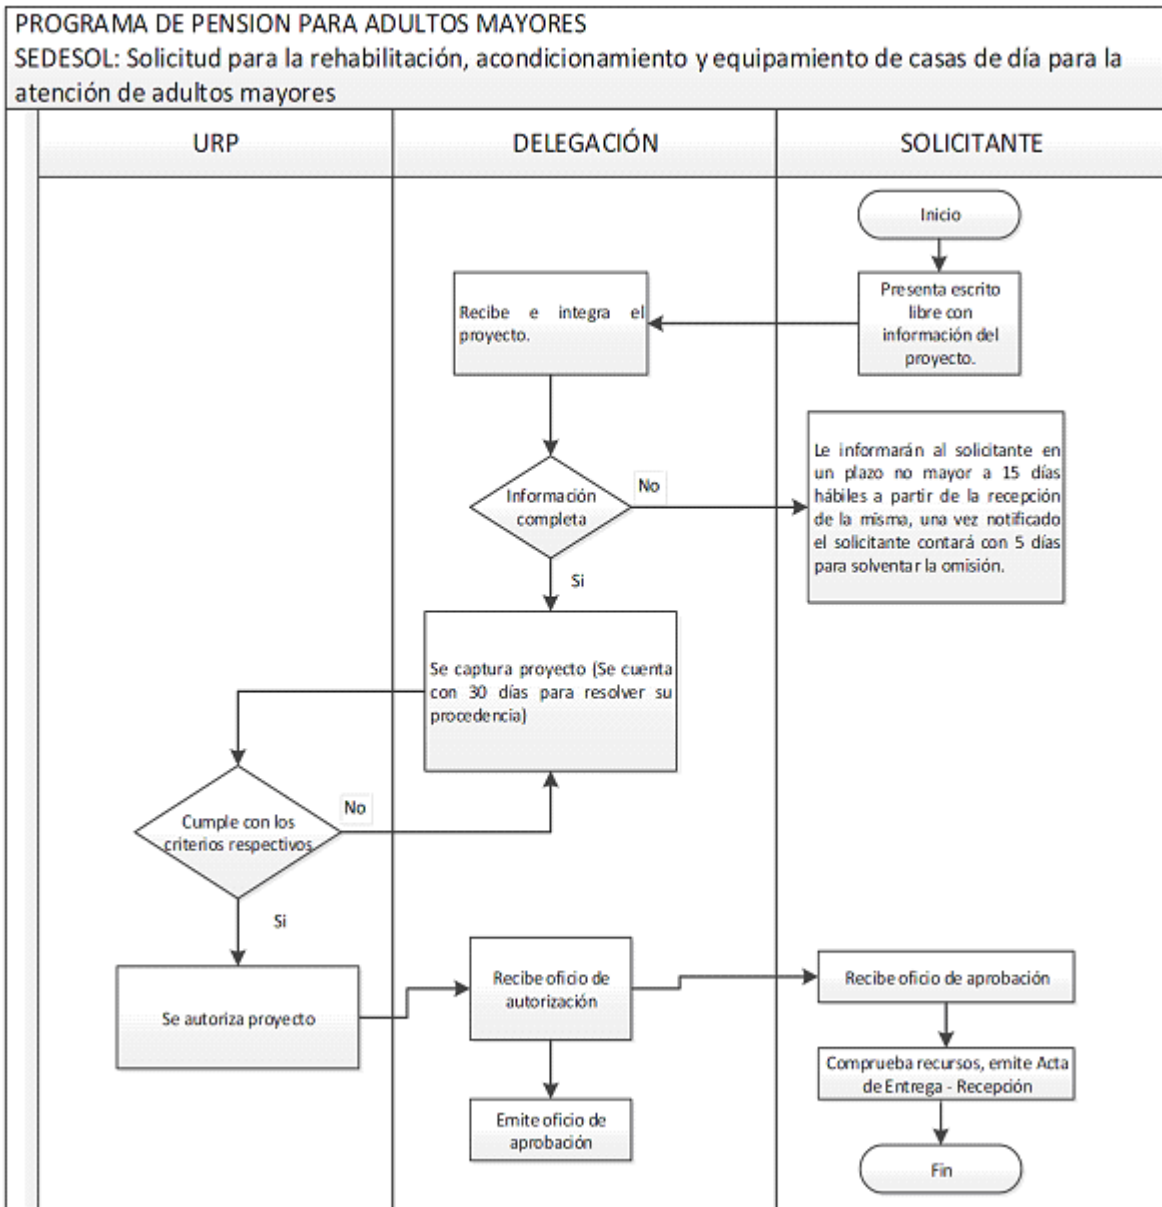 PROGRAMA DE PENSION PARA ADULTOS MAYORES
SEDESOL: Solicitud para la rehabilitación, acondicionamiento y equipamiento de casas de día para la
atención de adultos mayores
URP
DELEGACIÓN
SOLICITANTE
Inicio
Presenta escrito
libre con
información del
proyecto.
Recibe e integra el
proyecto.
Información
completa
No
Le informarán al solicitante en
un plazo no mayor a 15 días
hábiles a partir de la recepción
de la misma, una vez notificado
el solicitante contará con 5 días
para solventar la omisión.
Si
Se captura proyecto (Se cuenta
con 30 días para resolver su
procedencia)
Cumple con los
criterios respectivos
No
Si
Se autoriza proyecto
Recibe oficio de
autorización
Emite oficio de
aprobación
Recibe oficio de aprobación
Comprueba recursos, emite Acta
de Entrega - Recepción
Fin